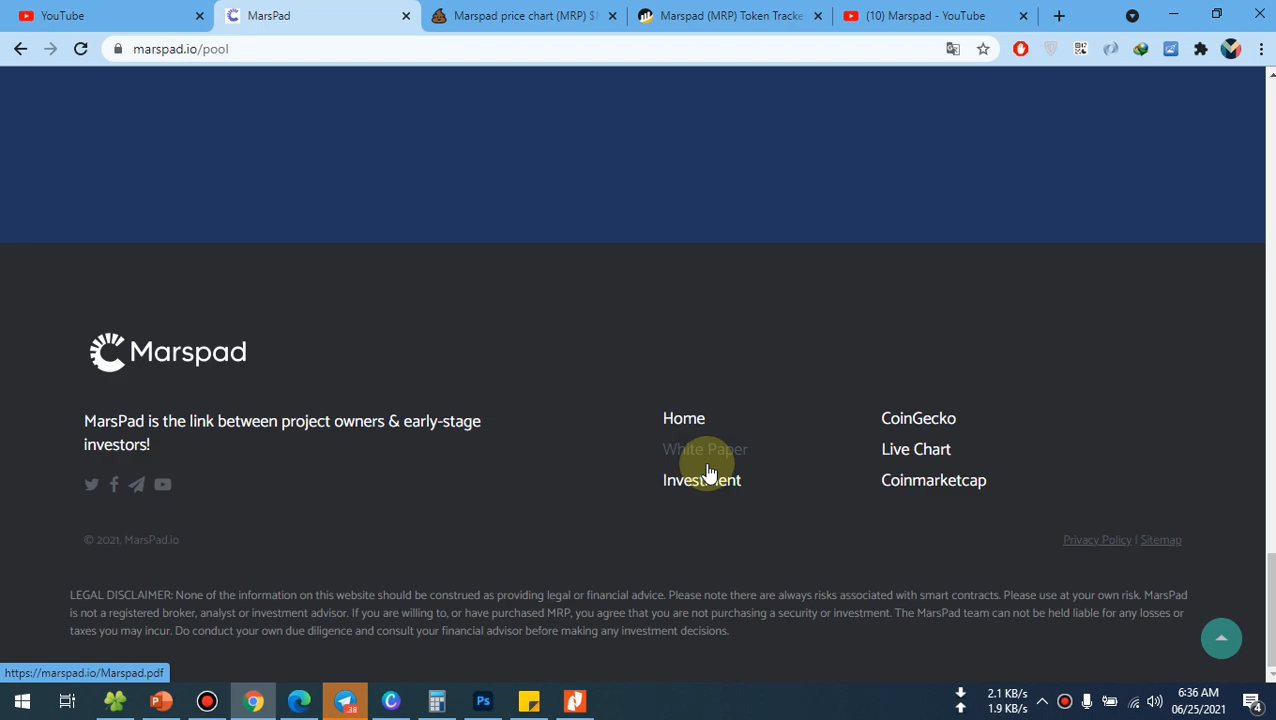 YouTube
MarsPad
Marspad price chart (MRP) $
Marspad (MRP) Token Tracke
(10) Marspad - YouTube
marspad.io/pool
Marspad
MarsPad is the link between project owners & early-stage
investors!
Home
White Paper
Investment
CoinGecko
Live Chart
Coinmarketcap
© 2021, MarsPad.io
Privacy Policy | Sitemap
LEGAL DISCLAIMER: None of the information on this website should be construed as providing legal or financial advice. Please note there are always risks associated with smart contracts. Please use at your own risk. MarsPad
is not a registered broker, analyst or investment advisor. If you are willing to, or have purchased MRP, you agree that you are not purchasing a security or investment. The MarsPad team can not be held liable for any losses or
taxes you may incur. Do conduct your own due diligence and consult your financial advisor before making any investment decisions.
https://marspad.io/Marspad.pdf
38
2.1 KB/s
1.9 KB/s
6:36 AM
06/25/2021
4